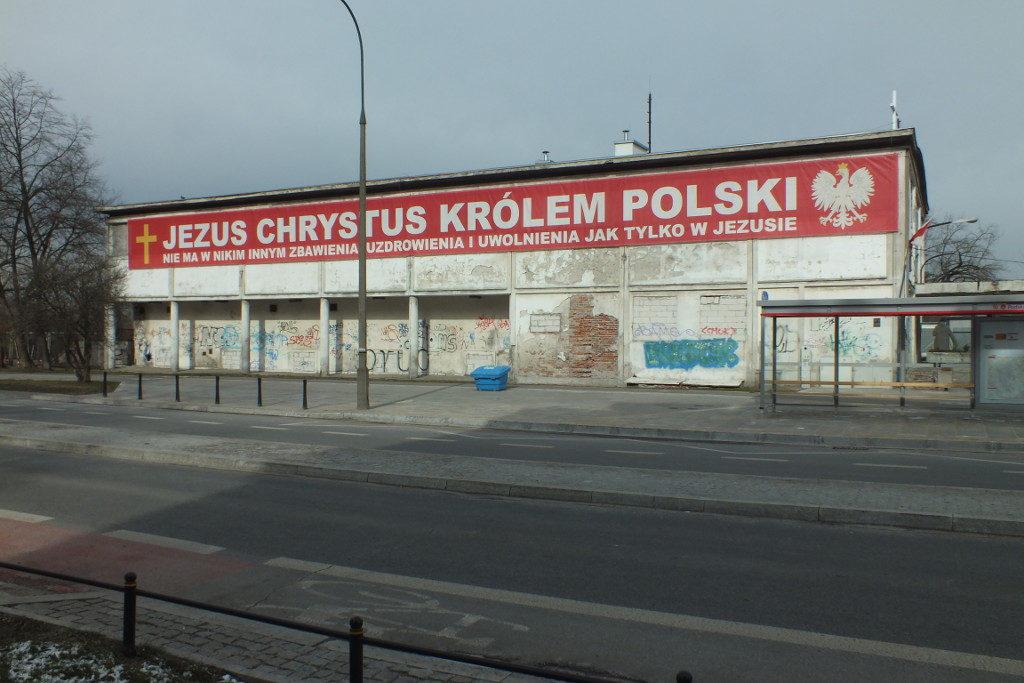 JEZUS CHRYSTUS KRÓLEM POLSKI
NIE MA W NIKIM INNYM ZBAWIENIA UZDROWIENIA I UWOLNIENIA JAK TYLKO W JEZUSIE